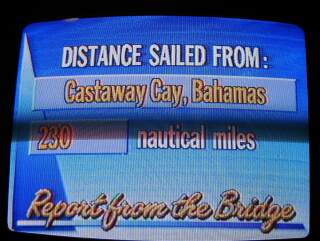 DISTANCE SAILED FROM:
Castaway Cay, Bahamas
230 nautical miles
Report from the Bridge